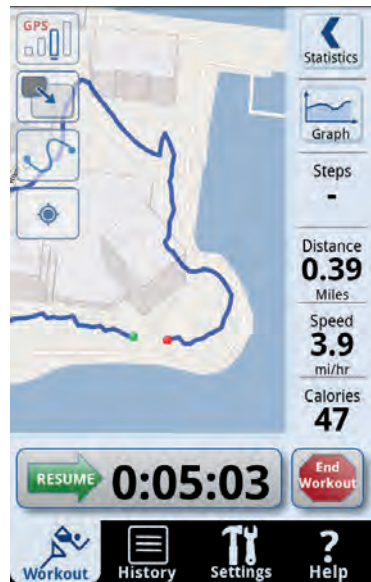 GPS
Statistics
Graph
Steps
-
Distance
0.39
Miles
Speed
3.9
mi/hr
Calories
47
RESUME
0:05:03
End
Workout
Workout
History
Settings
?
Help